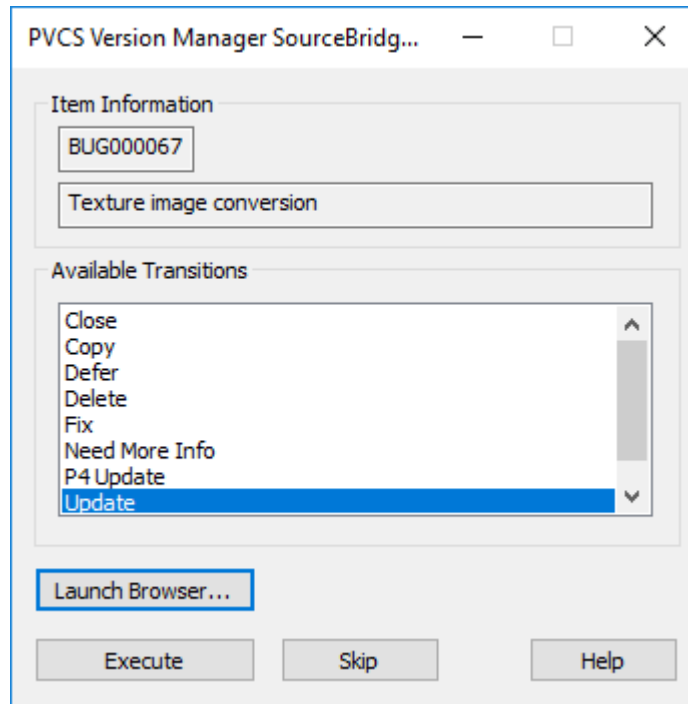 PVCS Version Manager SourceBridg...
Item Information
BUG000067
Texture image conversion
Available Transitions
Close
Copy
Defer
Delete
Fix
Need More Info
P4 Update
Update
Launch Browser...
Execute Skip Help